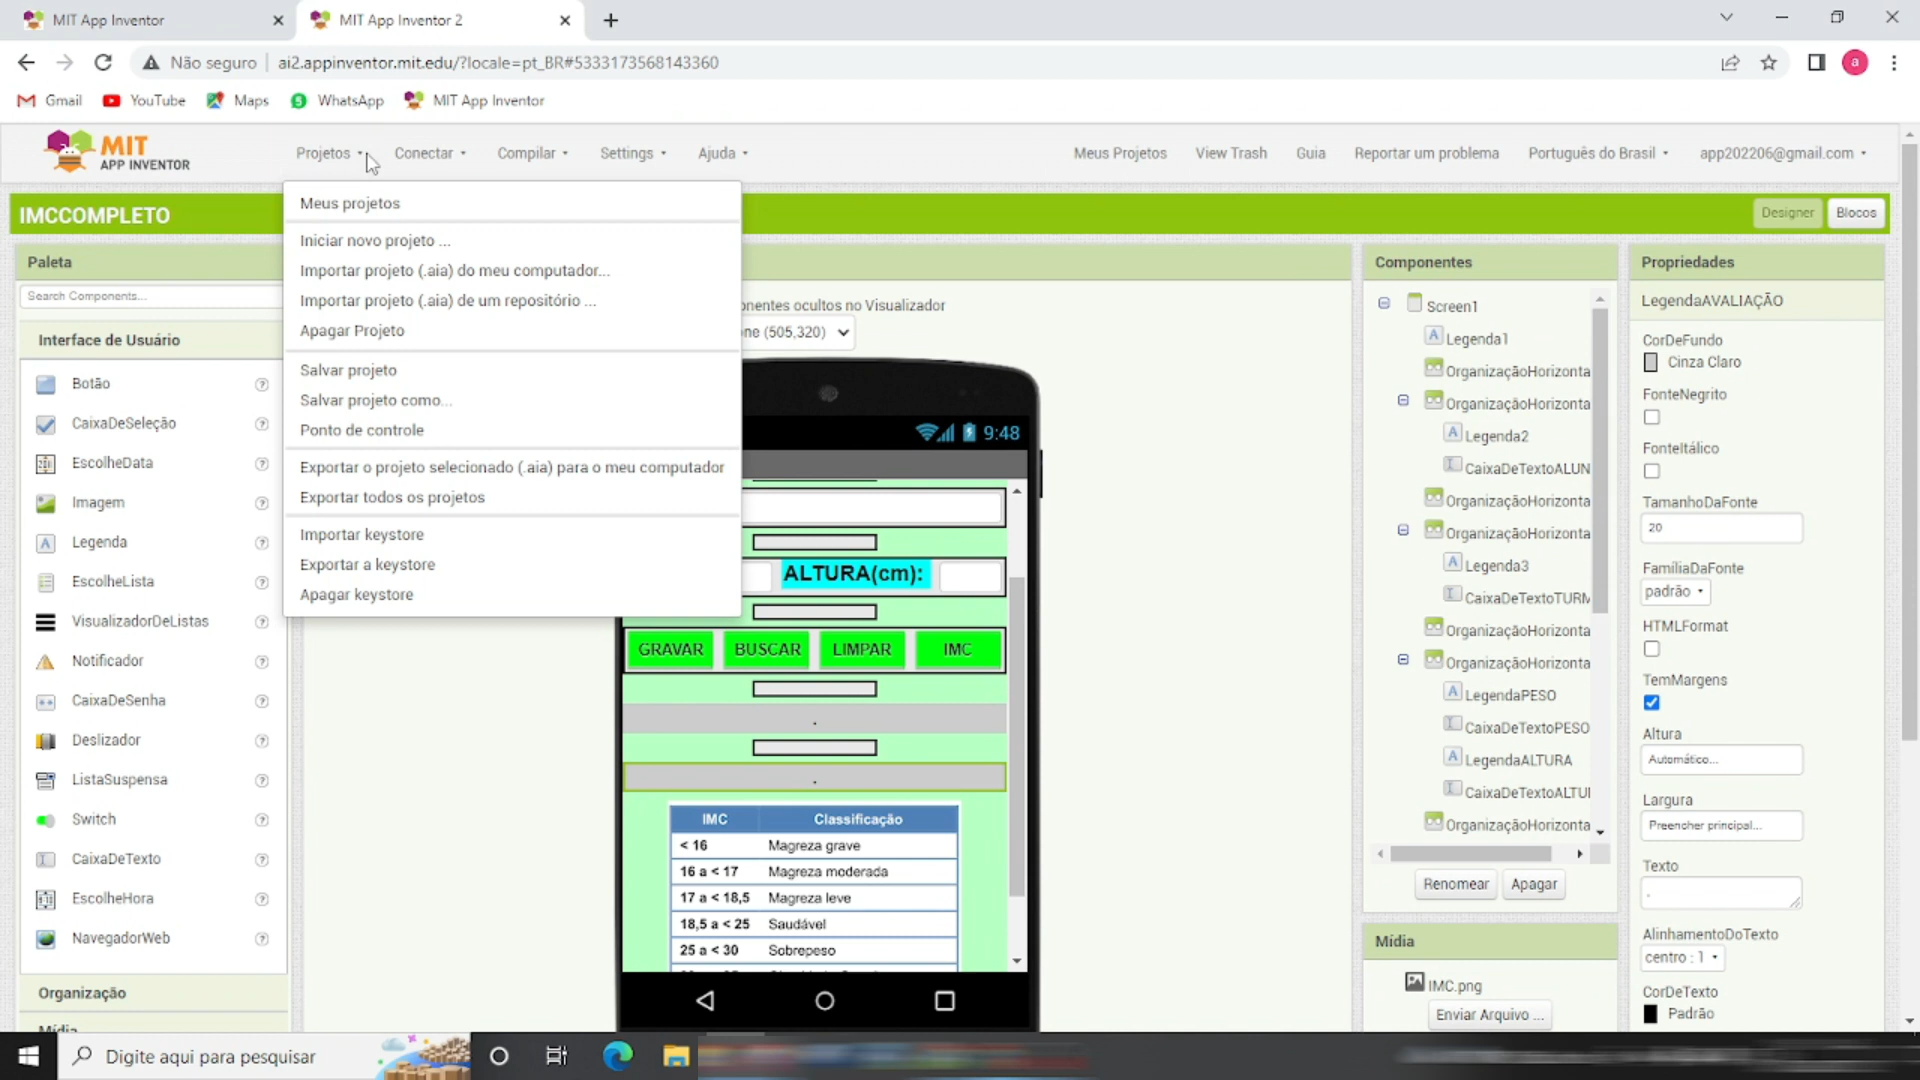 MIT App Inventor
MIT App Inventor 2
Não seguro
ai2.appinventor.mit.edu/?locale=pt_BR#5333173568143360
a
Gmail
YouTube
Maps
WhatsApp
MIT App Inventor
MIT
APP INVENTOR
Projetos
Conectar
Compilar
Settings
Ajuda
Meus Projetos
View Trash
Guia
Reportar um problema
Português do Brasil
app202206@gmail.com
IMCCOMPLETO
Designer
Blocos
Meus projetos
Iniciar novo projeto ...
Importar projeto (.aia) do meu computador...
Importar projeto (.aia) de um repositório ...
Apagar Projeto
Salvar projeto
Salvar projeto como...
Ponto de controle
Exportar o projeto selecionado (.aia) para o meu computador
Exportar todos os projetos
Importar keystore
Exportar a keystore
Apagar keystore
Paleta
Search Components...
Interface de Usuário
Botão
CaixaDeSeleção
EscolheData
Imagem
Legenda
EscolheLista
VisualizadorDeListas
Notificador
CaixaDeSenha
Deslizador
ListaSuspensa
Switch
CaixaDeTexto
EscolheHora
NavegadorWeb
Organização
Mídia
onentes ocultos no Visualizador
ne (505,320)
9:48
ALTURA(cm):
GRAVAR
BUSCAR
LIMPAR
IMC
.
.
IMC Classificação
< 16 Magreza grave
16 a < 17 Magreza moderada
17 a < 18,5 Magreza leve
18,5 a < 25 Saudável
25 a < 30 Sobrepeso
Componentes
Screen1
Legenda1
OrganizaçãoHorizonta
OrganizaçãoHorizonta
Legenda2
CaixaDeTextoALUN
OrganizaçãoHorizonta
OrganizaçãoHorizonta
Legenda3
CaixaDeTextoTURM
OrganizaçãoHorizonta
OrganizaçãoHorizonta
LegendaPESO
CaixaDeTextoPESO
LegendaALTURA
CaixaDeTextoALTUI
OrganizaçãoHorizonta
Renomear
Apagar
Mídia
IMC.png
Enviar Arquivo ...
Propriedades
LegendaAVALIAÇÃO
CorDeFundo
Cinza Claro
FonteNegrito
FonteItálico
TamanhoDaFonte
20
FamíliaDaFonte
padrão
HTMLFormat
TemMargens
Altura
Automático...
Largura
Preencher principal...
Texto
.
AlinhamentoDoTexto
centro : 1
CorDeTexto
Padrão
Digite aqui para pesquisar